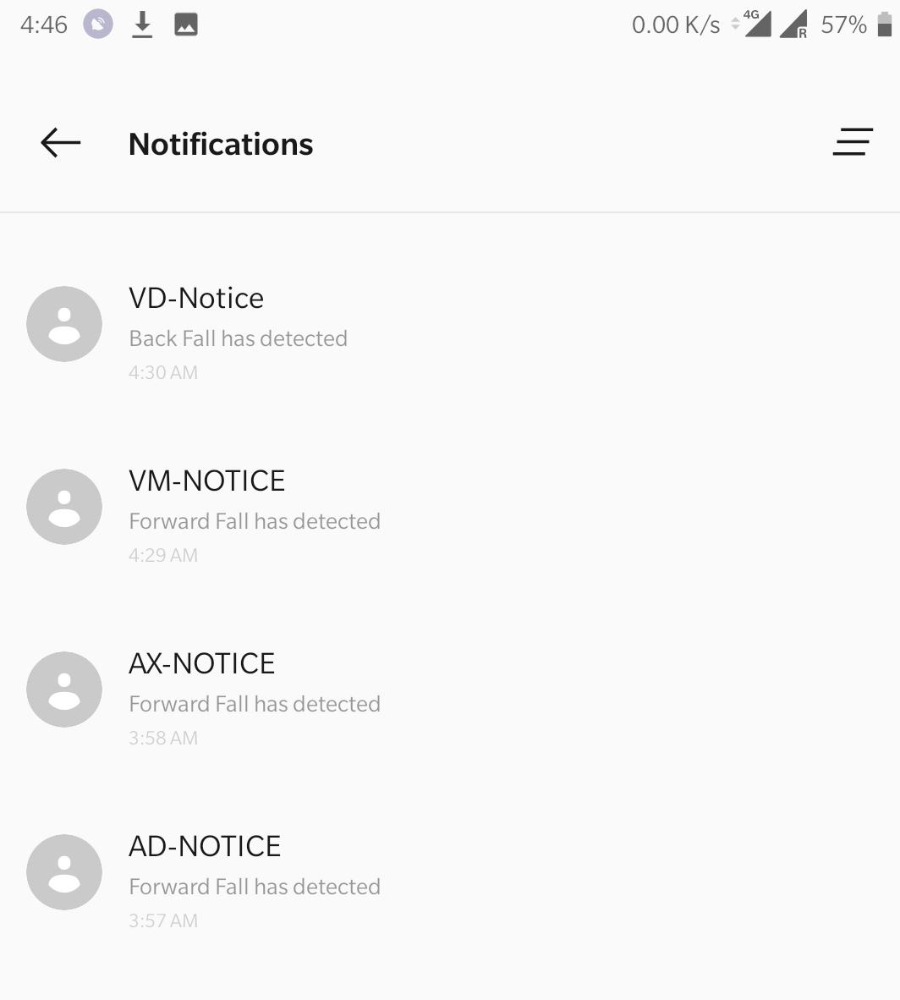 4:46 0.00 K/s 4G R 57%
Notifications
VD-Notice
Back Fall has detected
4:30 AM
VM-NOTICE
Forward Fall has detected
4:29 AM
AX-NOTICE
Forward Fall has detected
3:58 AM
AD-NOTICE
Forward Fall has detected
3:57 AM